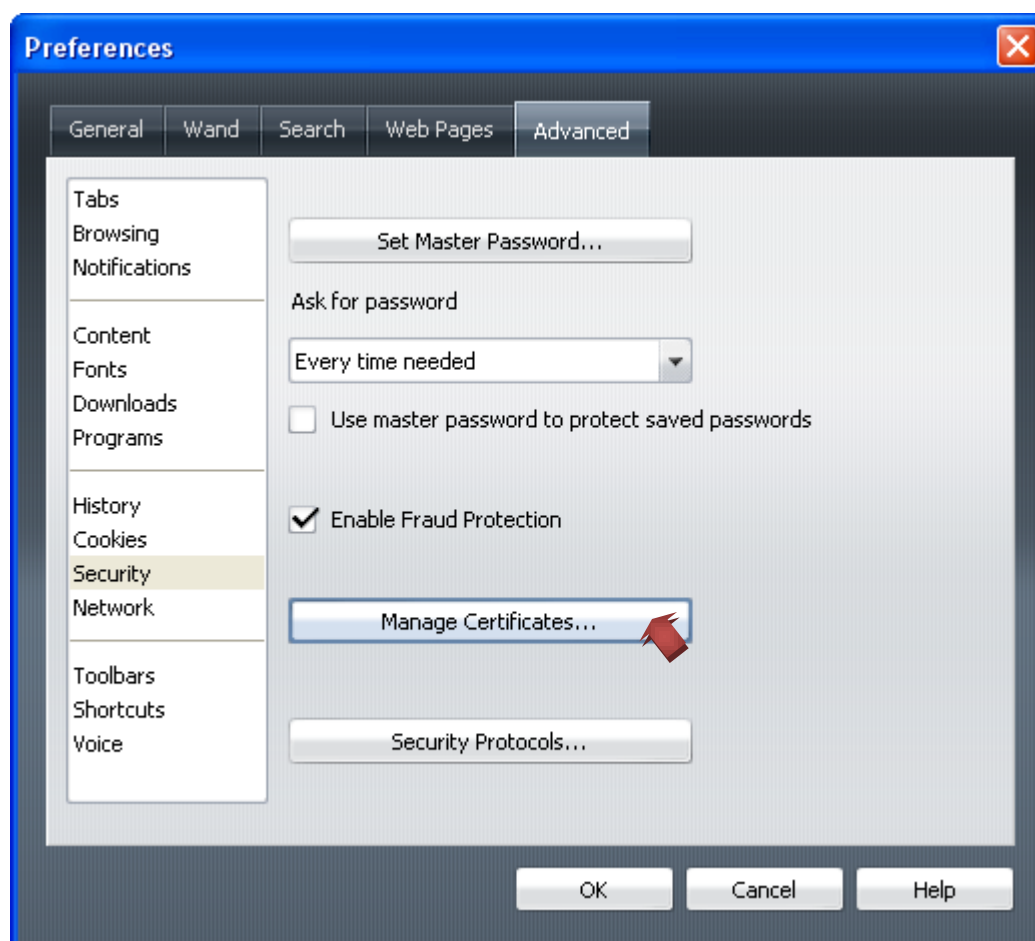 Preferences
General Wand Search Web Pages Advanced
Tabs
Browsing
Notifications
Content
Fonts
Downloads
Programs
History
Cookies
Security
Network
Toolbars
Shortcuts
Voice
Set Master Password...
Ask for password
Every time needed
Use master password to protect saved passwords
Enable Fraud Protection
Manage Certificates...
Security Protocols...
OK Cancel Help